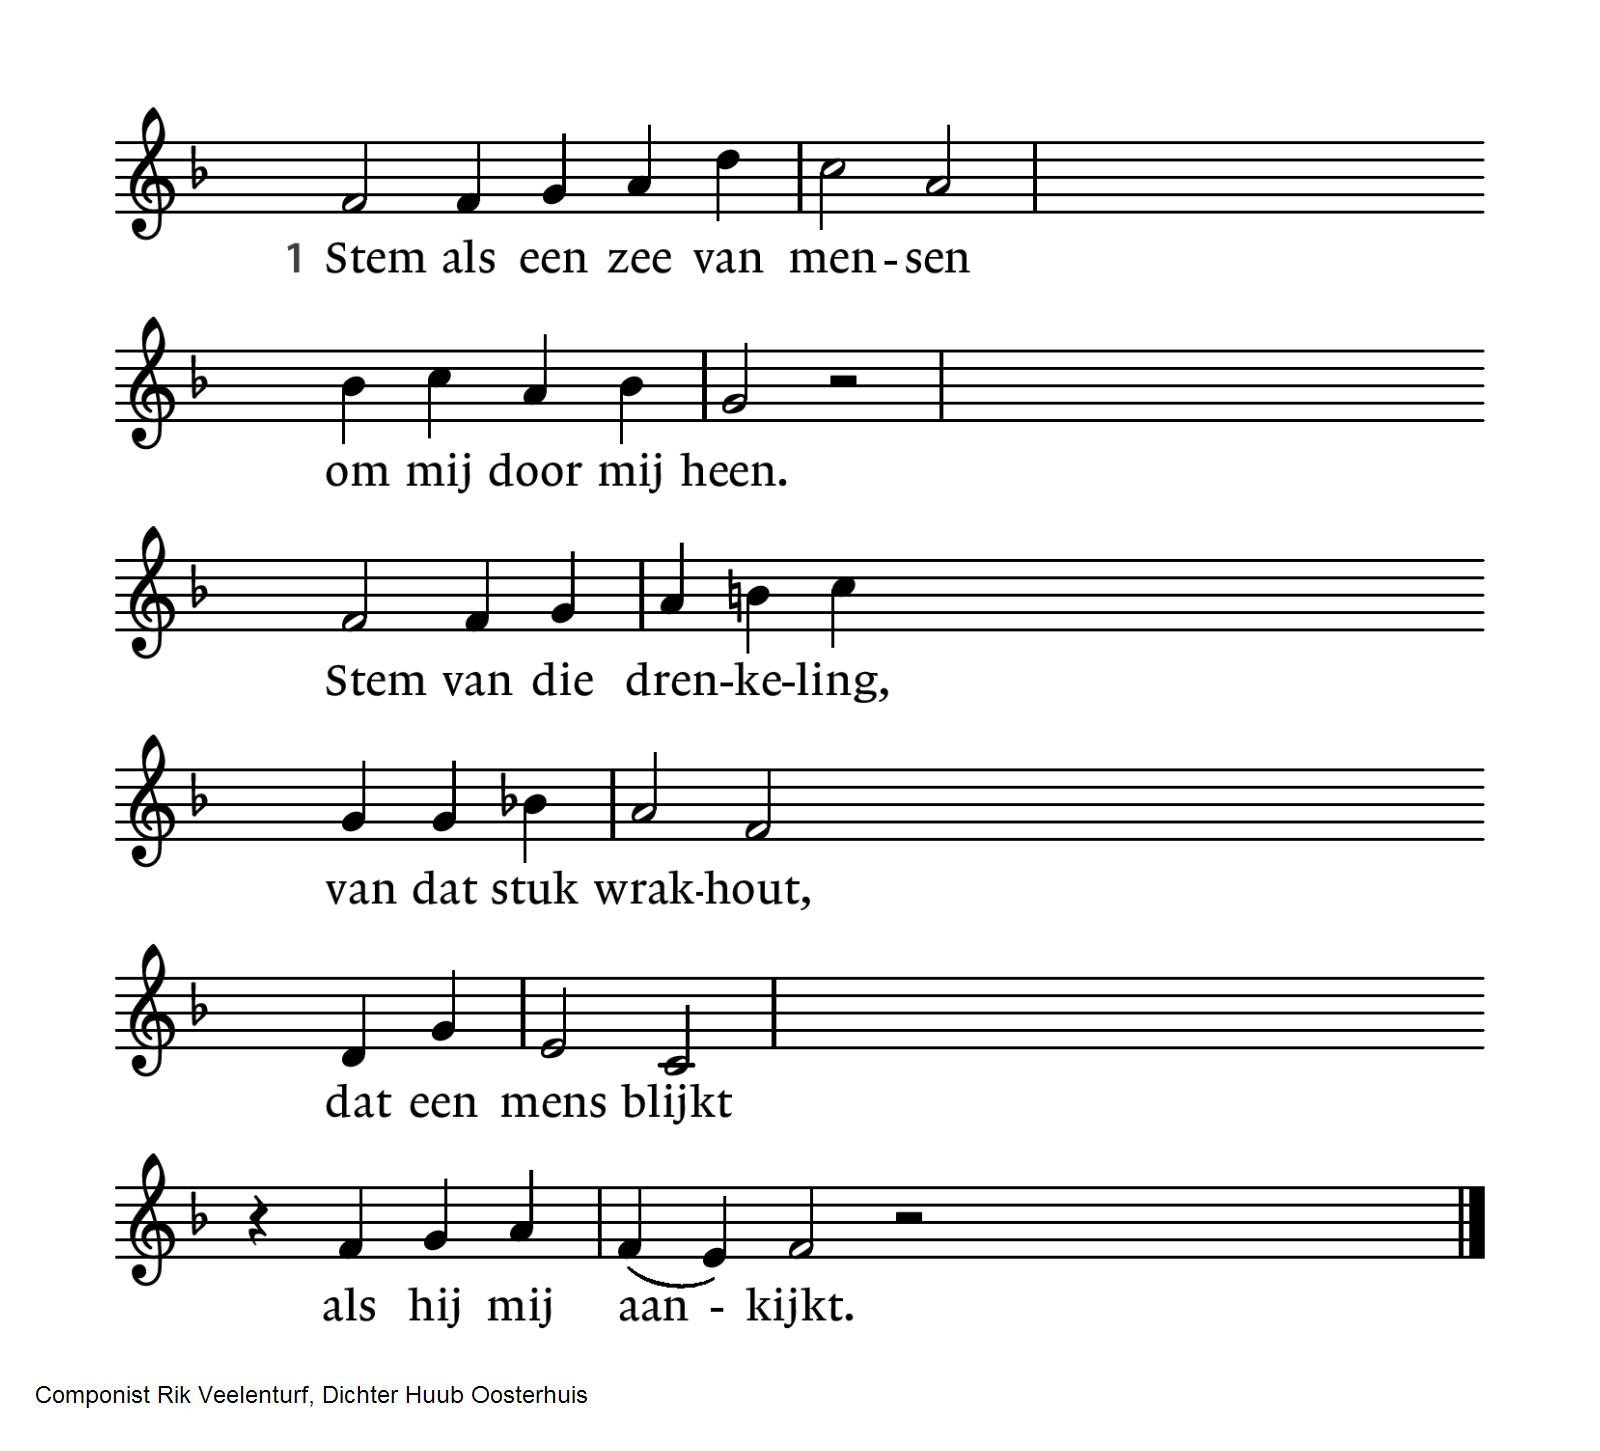 1 Stem als een zee van men-sen
om mij door mij heen.
Stem van die dren-ke-ling,
van dat stuk wrak-hout,
dat een mens blijkt
als hij mij aan - kijkt.
Componist Rik Veelenturf, Dichter Huub Oosterhuis